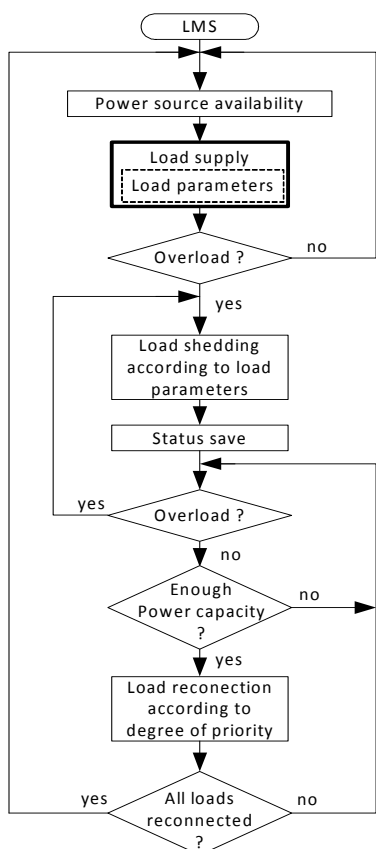 LMS
Power source availability
Load supply
Load parameters
Overload ?
no
yes
Load shedding
according to load
parameters
Status save
yes
Overload ?
no
Enough
Power capacity
?
no
yes
Load reconection
according to
degree of priority
yes
All loads
reconnected
?
no